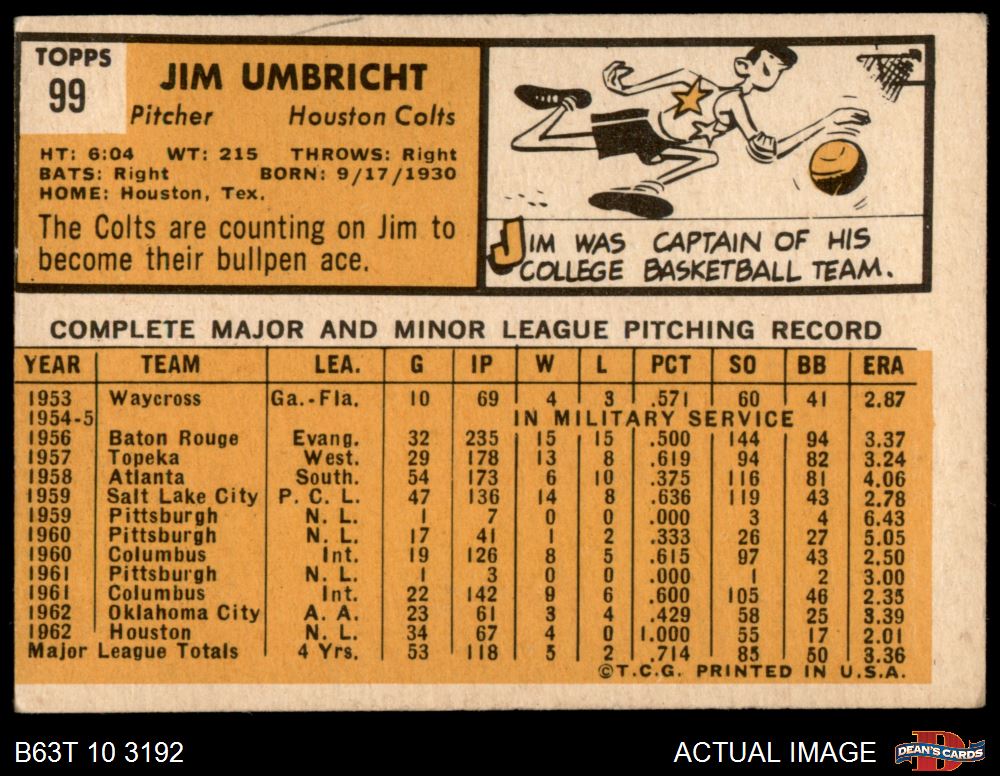 TOPPS
99
JIM UMBRICHT
Pitcher Houston Colts
HT: 6:04 WT: 215 THROWS: Right
BATS: Right BORN: 9/17/1930
HOME: Houston, Tex.
The Colts are counting on Jim to
become their bullpen ace.
JIM WAS CAPTAIN OF HIS
COLLEGE BASKETBALL TEAM.
COMPLETE MAJOR AND MINOR LEAGUE PITCHING RECORD
YEAR TEAM LEA. G IP W L PCT SO BB ERA
1953 Waycross Ga.-Fla. 10 69 4 3 .571 60 41 2.87
1954-5 IN MILITARY SERVICE
1956 Baton Rouge Evang. 32 235 15 15 .500 144 94 3.37
1957 Topeka West. 29 178 13 8 .619 94 82 3.24
1958 Atlanta South. 54 173 6 10 .375 116 81 4.06
1959 Salt Lake City P. C. L. 47 136 14 8 .636 119 43 2.78
1959 Pittsburgh N. L. 1 7 0 0 .000 3 4 6.43
1960 Pittsburgh N. L. 17 41 1 2 .333 26 27 5.05
1960 Columbus Int. 19 126 8 5 .615 97 43 2.50
1961 Pittsburgh N. L. 1 3 0 0 .000 1 2 3.00
1961 Columbus Int. 22 142 9 6 .600 105 46 2.35
1962 Oklahoma City A. A. 23 61 3 4 .429 58 25 3.39
1962 Houston N. L. 34 67 4 0 1.000 55 17 2.01
Major League Totals 4 Yrs. 53 118 5 2 .714 85 50 3.36
©T.C.G. PRINTED IN U.S.A.
B63T 10 3192 ACTUAL IMAGE D DEAN'S CARDS